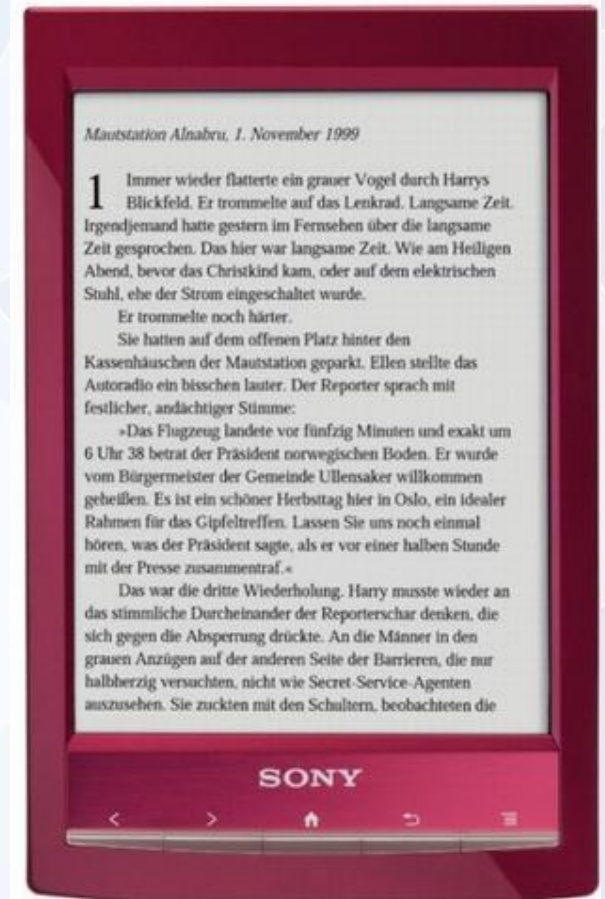 Mautstation Alnabru, 1. November 1999
1 Immer wieder flatterte ein grauer Vogel durch Harrys
Blickfeld. Er trommelte auf das Lenkrad. Langsame Zeit.
Irgendjemand hatte gestern im Fernsehen über die langsame
Zeit gesprochen. Das hier war langsame Zeit. Wie am Heiligen
Abend, bevor das Christkind kam, oder auf dem elektrischen
Stuhl, ehe der Strom eingeschaltet wurde.
Er trommelte noch härter.
Sie hatten auf dem offenen Platz hinter den
Kassenhäuschen der Mautstation geparkt. Ellen stellte das
Autoradio ein bisschen lauter. Der Reporter sprach mit
festlicher, andächtiger Stimme:
»Das Flugzeug landete vor fünfzig Minuten und exakt um
6 Uhr 38 betrat der Präsident norwegischen Boden. Er wurde
vom Bürgermeister der Gemeinde Ullensaker willkommen
geheißen. Es ist ein schöner Herbsttag hier in Oslo, ein idealer
Rahmen für das Gipfeltreffen. Lassen Sie uns noch einmal
hören, was der Präsident sagte, als er vor einer halben Stunde
mit der Presse zusammentraf.«
Das war die dritte Wiederholung. Harry musste wieder an
das stimmliche Durcheinander der Reporterschar denken, die
sich gegen die Absperrung drückte. An die Männer in den
grauen Anzügen auf der anderen Seite der Barrieren, die nur
halbherzig versuchten, nicht wie Secret-Service-Agenten
auszusehen. Sie zuckten mit den Schultern, beobachteten die
SONY